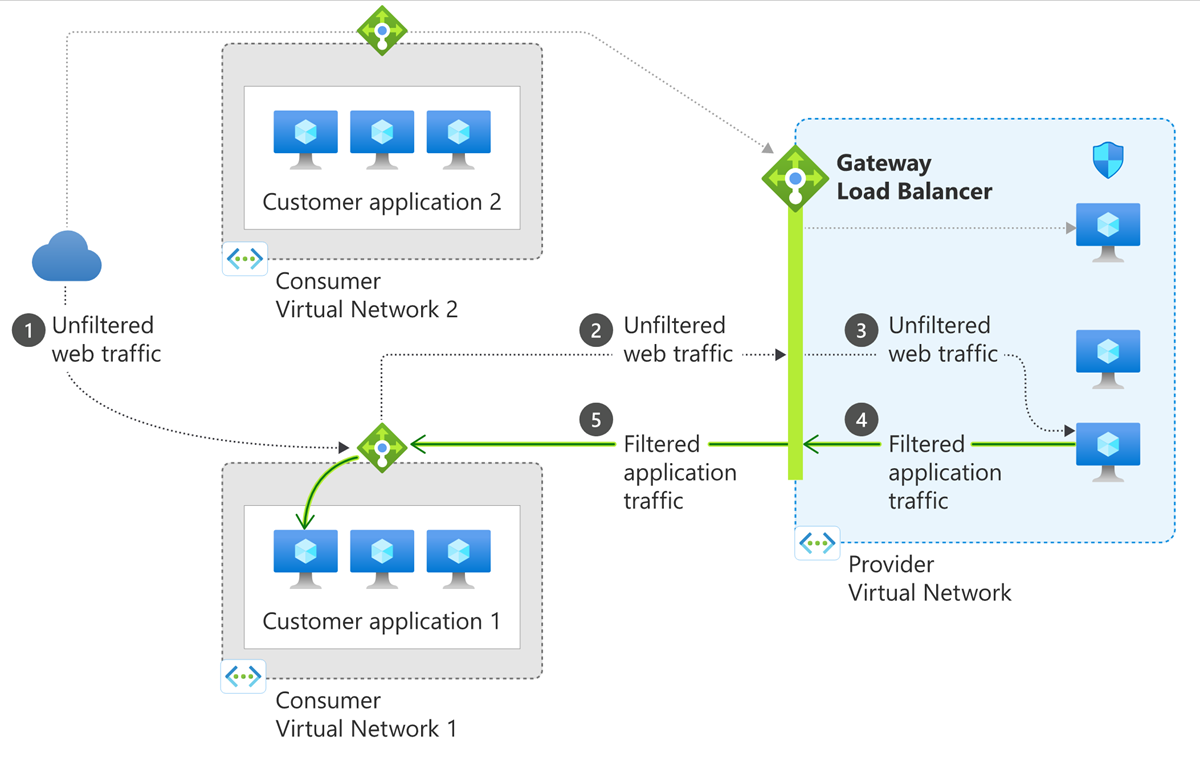 Customer application 2
Consumer
Virtual Network 2
Gateway
Load Balancer
1
Unfiltered
web traffic
2
Unfiltered
web traffic
3
Unfiltered
web traffic
5
Filtered
application
traffic
4
Filtered
application
traffic
Provider
Virtual Network
Customer application 1
Consumer
Virtual Network 1